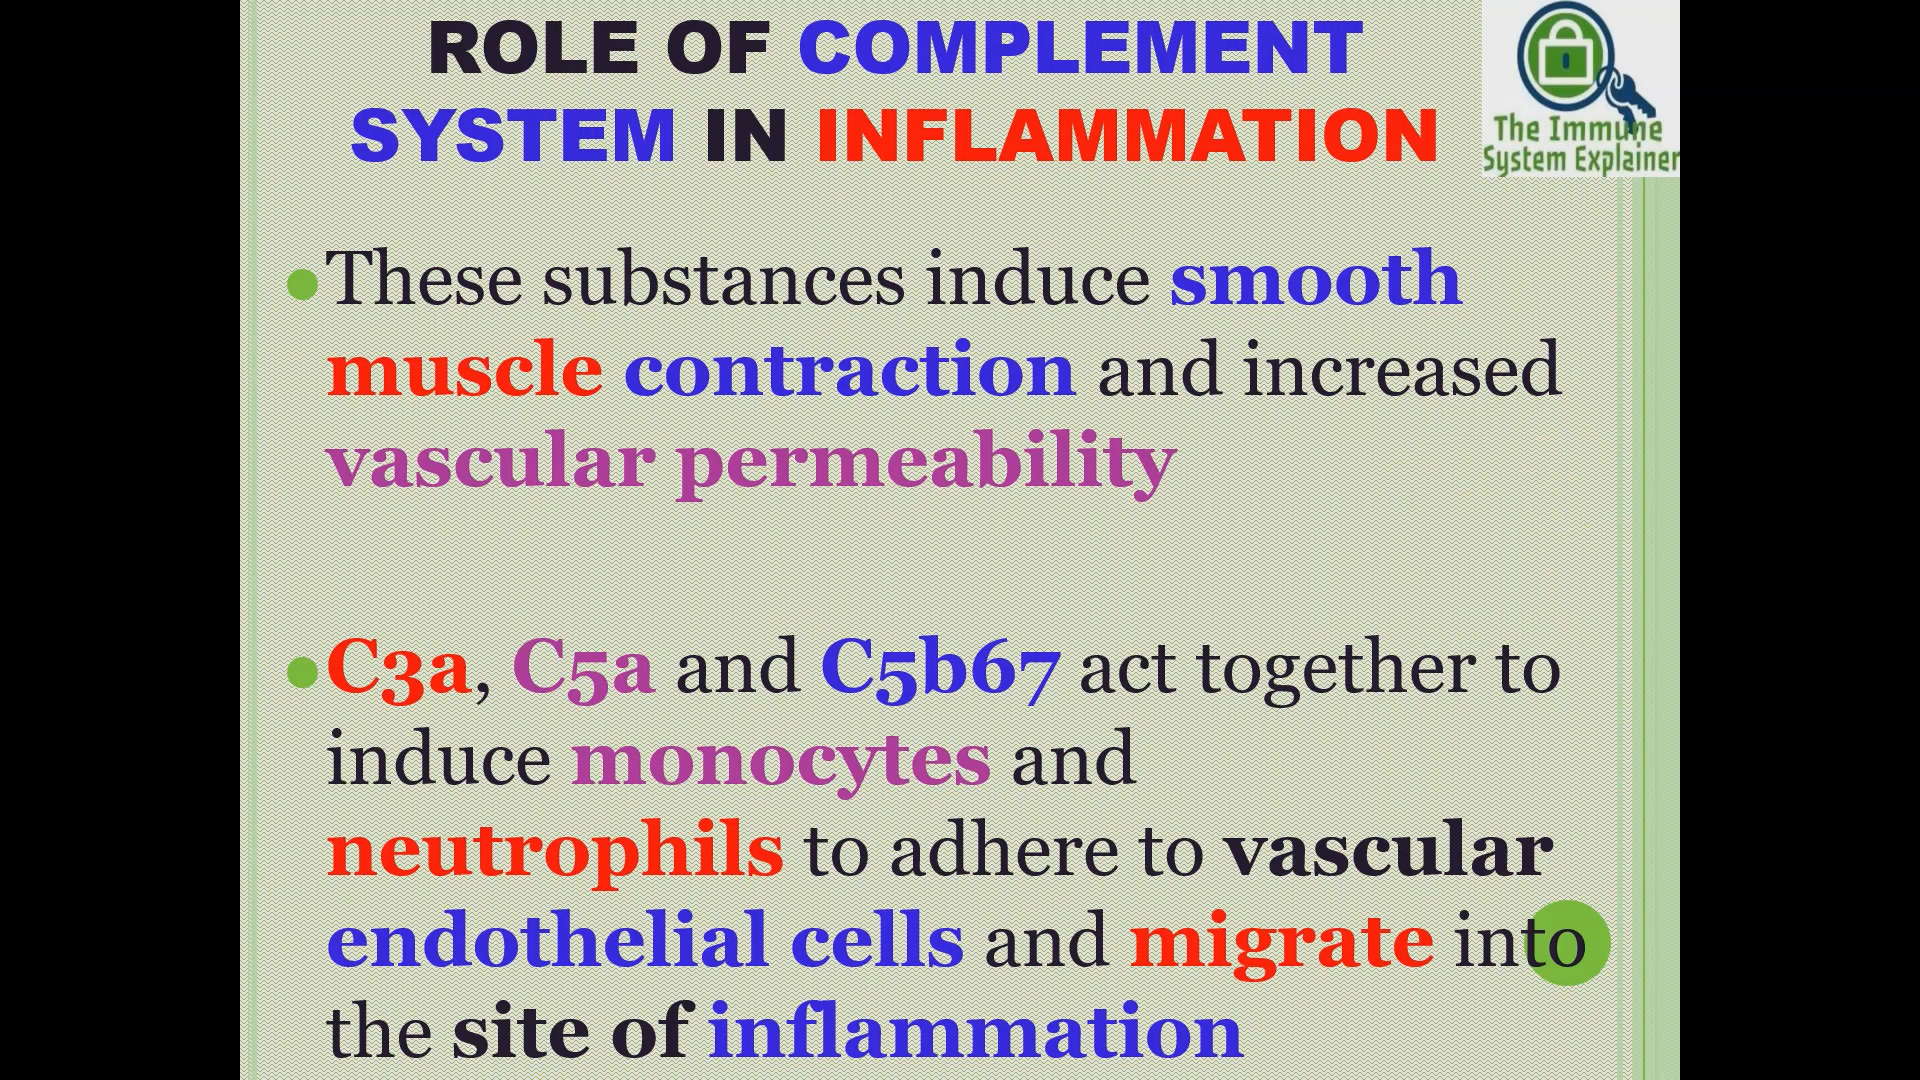 ROLE OF COMPLEMENT
SYSTEM IN INFLAMMATION
The Immune
System Explainer
These substances induce smooth
muscle contraction and increased
vascular permeability
C3a, C5a and C5b67 act together to
induce monocytes and
neutrophils to adhere to vascular
endothelial cells and migrate into
the site of inflammation